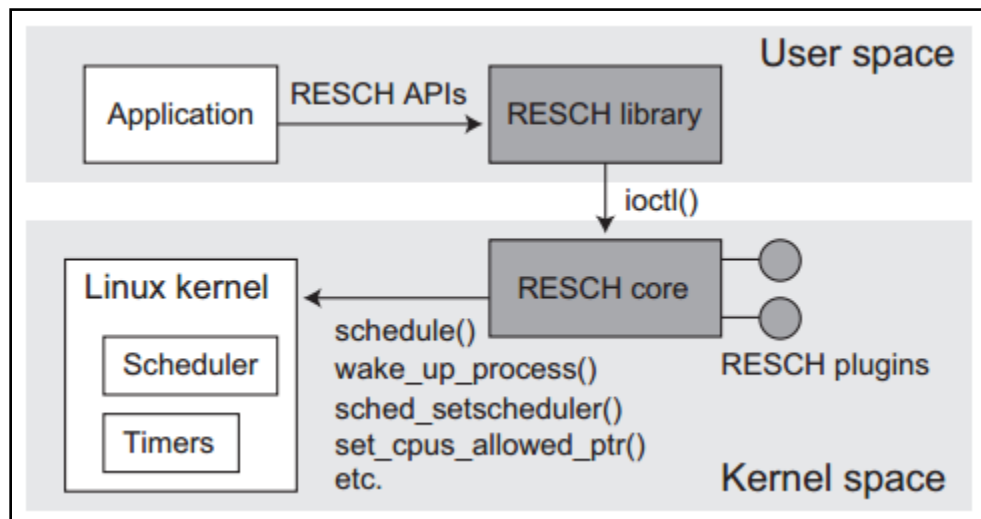 User space
Application
RESCH APIs
RESCH library
ioctl()
Linux kernel
Scheduler
Timers
RESCH core
schedule()
wake_up_process()
sched_setscheduler()
set_cpus_allowed_ptr()
etc.
RESCH plugins
Kernel space